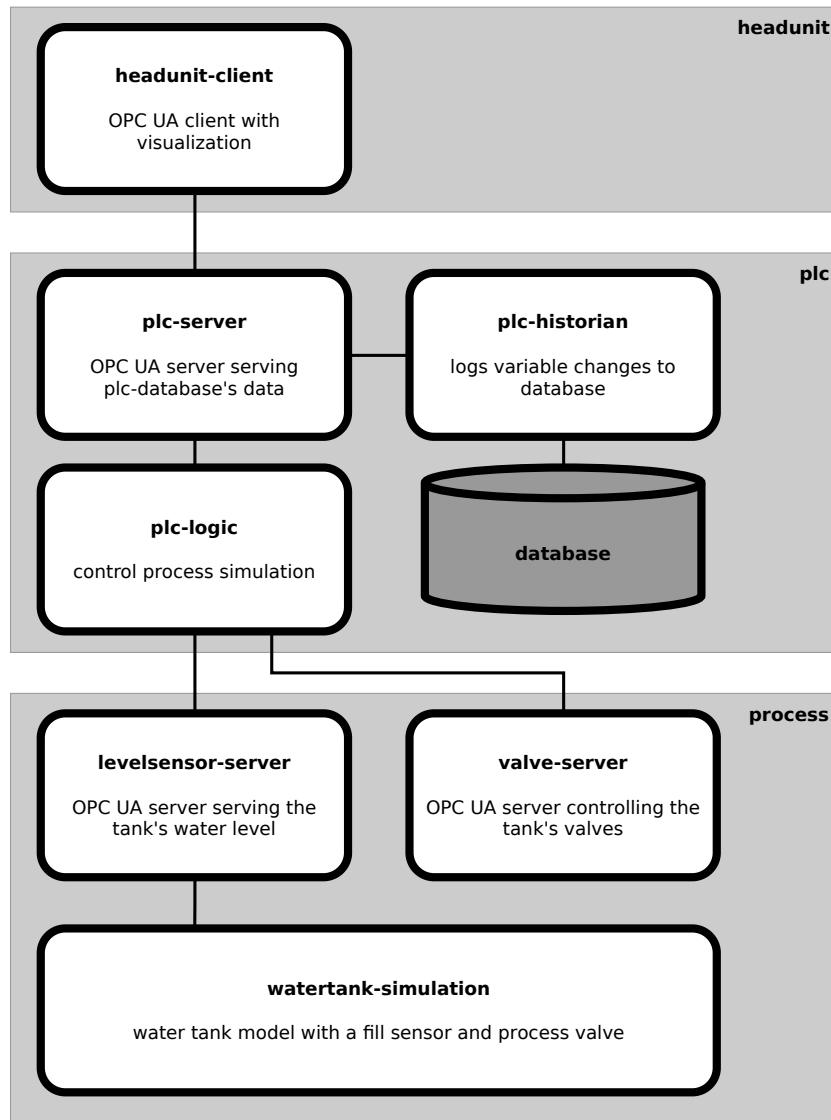 headunit
headunit-client
OPC UA client with
visualization
plc
plc-server
OPC UA server serving
plc-database's data
plc-historian
logs variable changes to
database
plc-logic
control process simulation
database
process
levelsensor-server
OPC UA server serving the
tank's water level
valve-server
OPC UA server controlling the
tank's valves
watertank-simulation
water tank model with a fill sensor and process valve